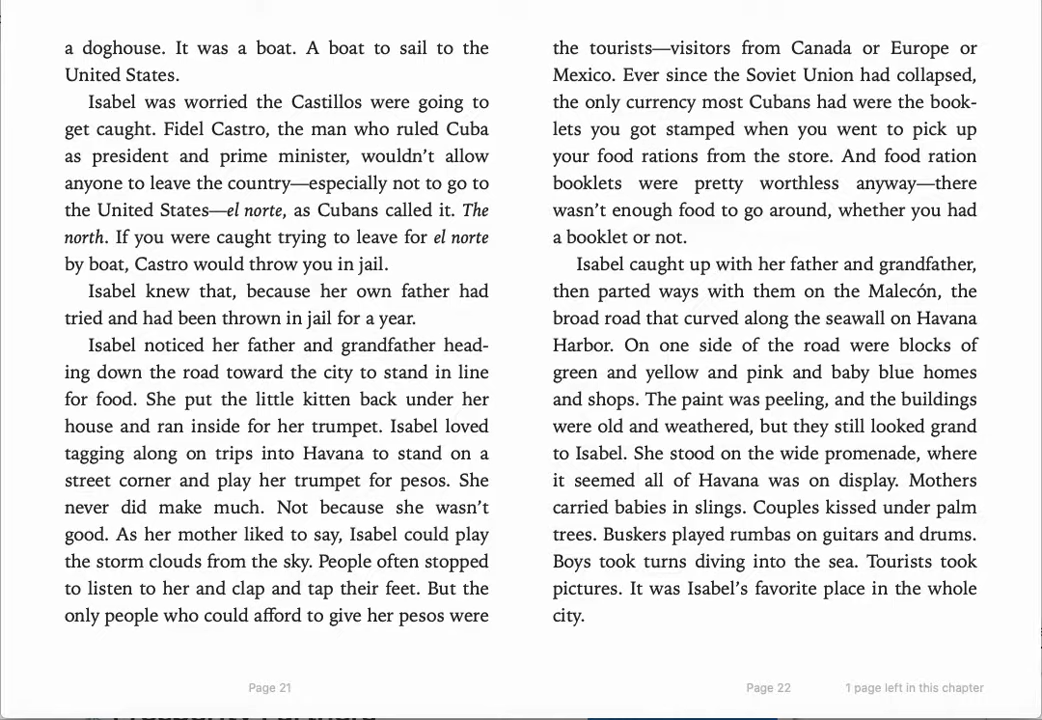 a doghouse. It was a boat. A boat to sail to the
United States.
Isabel was worried the Castillos were going to
get caught. Fidel Castro, the man who ruled Cuba
as president and prime minister, wouldn’t allow
anyone to leave the country—especially not to go to
the United States—el norte, as Cubans called it. The
north. If you were caught trying to leave for el norte
by boat, Castro would throw you in jail.
Isabel knew that, because her own father had
tried and had been thrown in jail for a year.
Isabel noticed her father and grandfather head-
ing down the road toward the city to stand in line
for food. She put the little kitten back under her
house and ran inside for her trumpet. Isabel loved
tagging along on trips into Havana to stand on a
street corner and play her trumpet for pesos. She
never did make much. Not because she wasn’t
good. As her mother liked to say, Isabel could play
the storm clouds from the sky. People often stopped
to listen to her and clap and tap their feet. But the
only people who could afford to give her pesos were
Page 21
the tourists—visitors from Canada or Europe or
Mexico. Ever since the Soviet Union had collapsed,
the only currency most Cubans had were the book-
lets you got stamped when you went to pick up
your food rations from the store. And food ration
booklets were pretty worthless anyway—there
wasn’t enough food to go around, whether you had
a booklet or not.
Isabel caught up with her father and grandfather,
then parted ways with them on the Malecón, the
broad road that curved along the seawall on Havana
Harbor. On one side of the road were blocks of
green and yellow and pink and baby blue homes
and shops. The paint was peeling, and the buildings
were old and weathered, but they still looked grand
to Isabel. She stood on the wide promenade, where
it seemed all of Havana was on display. Mothers
carried babies in slings. Couples kissed under palm
trees. Buskers played rumbas on guitars and drums.
Boys took turns diving into the sea. Tourists took
pictures. It was Isabel’s favorite place in the whole
city.
Page 22
1 page left in this chapter